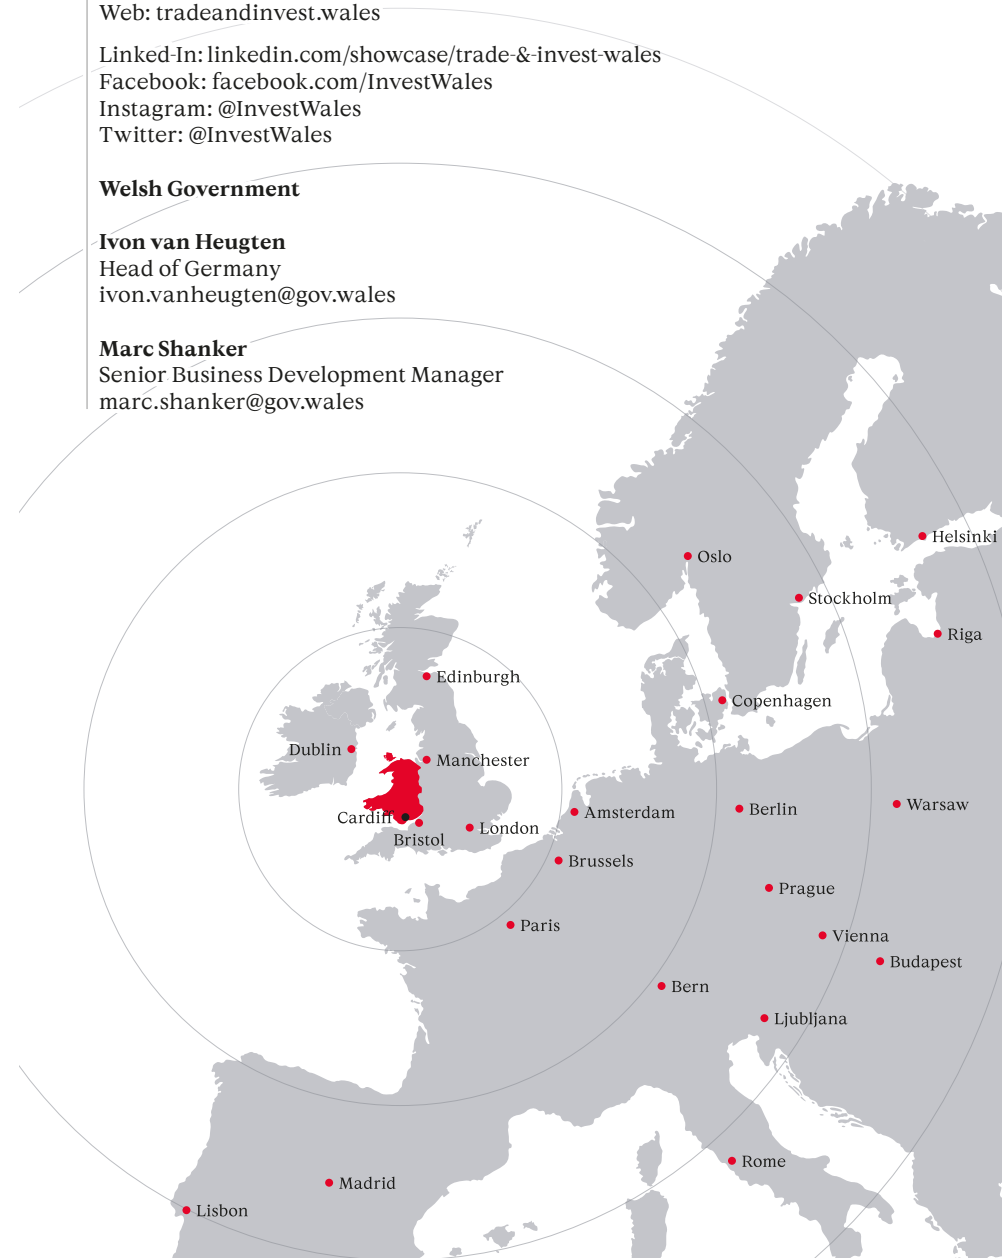 Web: tradeandinvest.wales
Linked-In: linkedin.com/showcase/trade-&-invest-wales
Facebook: facebook.com/InvestWales
Instagram: @InvestWales
Twitter: @InvestWales
Welsh Government
Ivon van Heugten
Head of Germany
ivon.vanheugten@gov.wales
Marc Shanker
Senior Business Development Manager
marc.shanker@gov.wales
Helsinki
Oslo
Stockholm
Riga
Edinburgh
Copenhagen
Dublin
Manchester
Warsaw
Berlin
Amsterdam
Cardiff
London
Bristol
Brussels
Prague
Paris
Vienna
Budapest
Bern
Ljubljana
Rome
Madrid
Lisbon